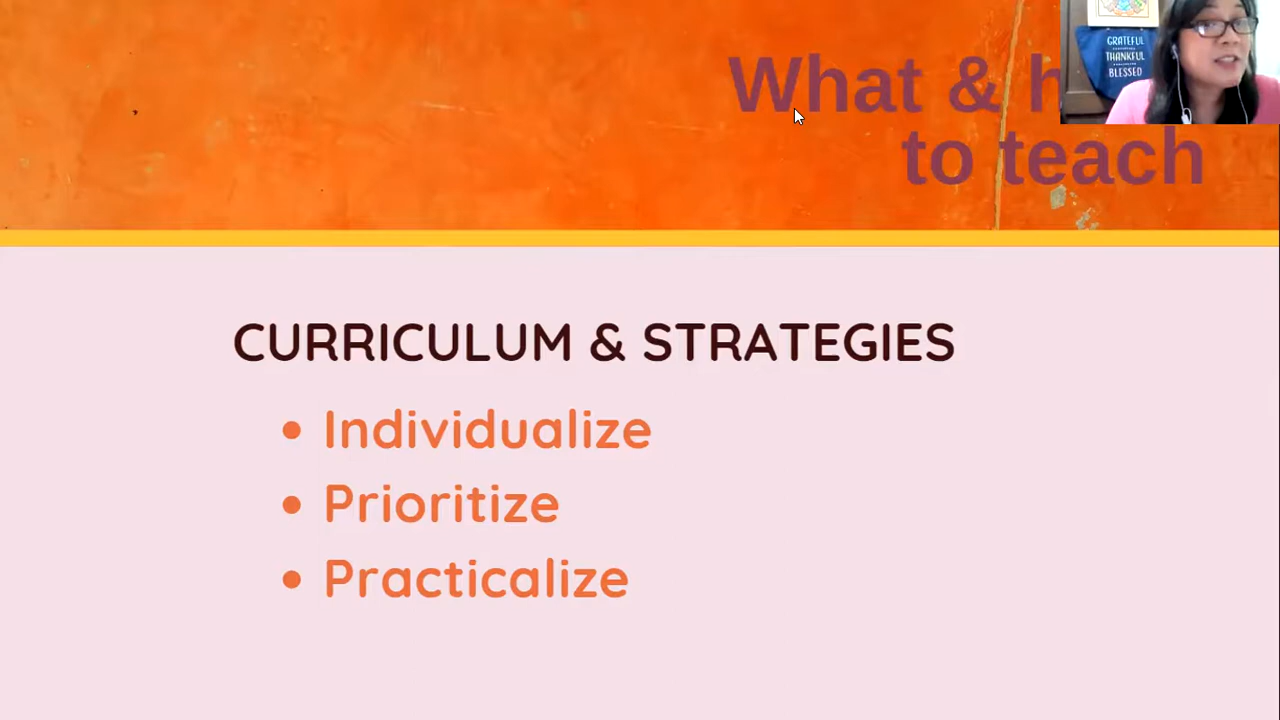 What & h
to teach
GRATEFUL
THANKFUL
BLESSED
CURRICULUM & STRATEGIES
• Individualize
• Prioritize
• Practicalize